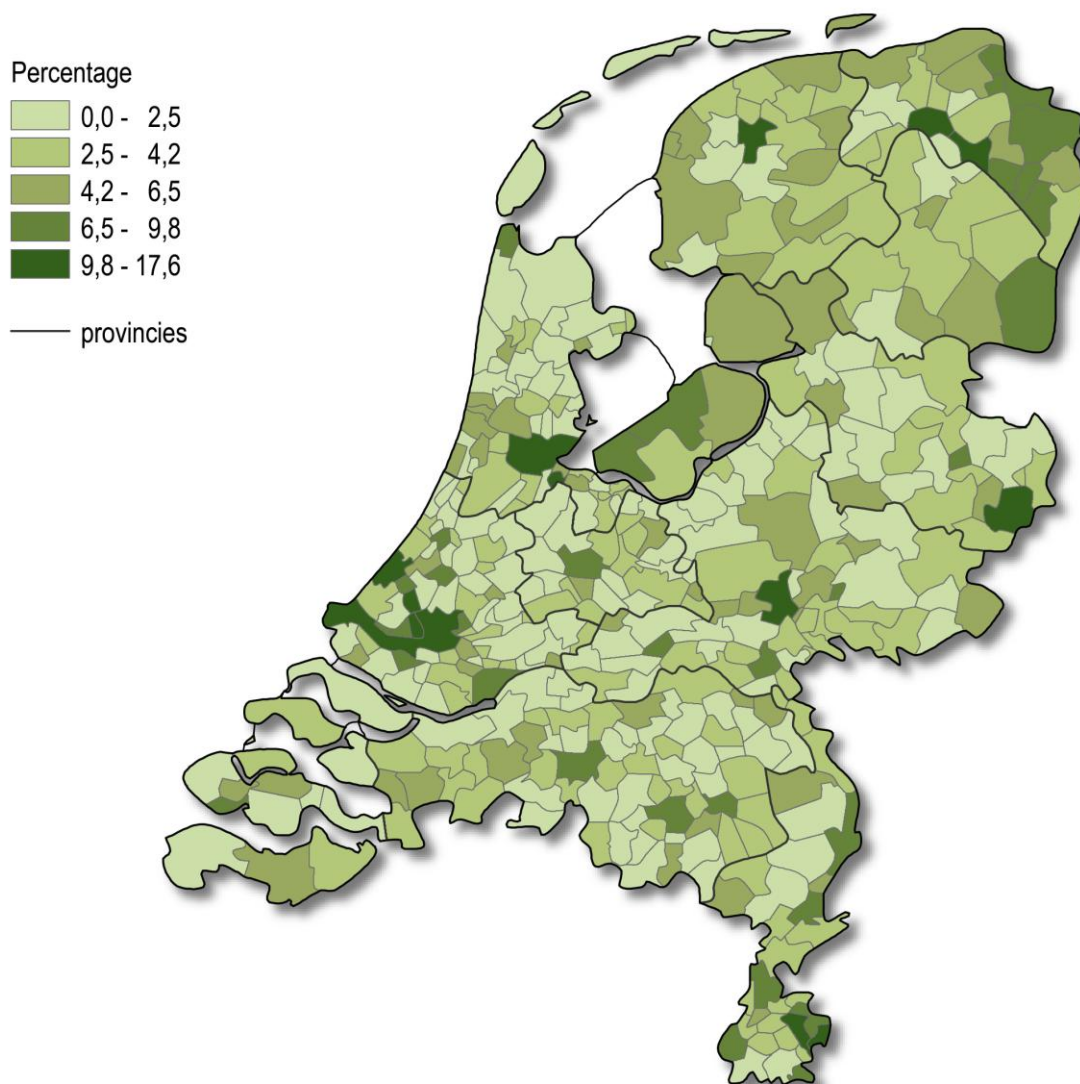 Percentage
0,0 - 2,5
2,5 - 4,2
4,2 - 6,5
6,5 - 9,8
9,8 - 17,6
provincies